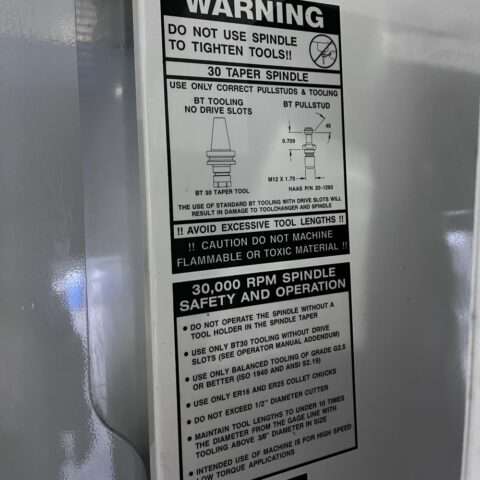 WARNING
DO NOT USE SPINDLE
TO TIGHTEN TOOLS!!
30 TAPER SPINDLE
USE ONLY CORRECT PULLSTUDS & TOOLING
BT TOOLING
NO DRIVE SLOTS
BT PULLSTUD
45
0.709
M12 X 1.75
BT 30 TAPER TOOL
HAAS P/N 20-1283
THE USE OF STANDARD BT TOOLING WITH DRIVE SLOTS WILL
RESULT IN DAMAGE TO TOOLCHANGER AND SPINDLE
!! AVOID EXCESSIVE TOOL LENGTHS !!
!! CAUTION DO NOT MACHINE
FLAMMABLE OR TOXIC MATERIAL !!
30,000 RPM SPINDLE
SAFETY AND OPERATION
• DO NOT OPERATE THE SPINDLE WITHOUT A
TOOL HOLDER IN THE SPINDLE TAPER
• USE ONLY BT30 TOOLING WITHOUT DRIVE
SLOTS (SEE OPERATOR MANUAL ADDENDUM)
• USE ONLY BALANCED TOOLING OF GRADE G2.5
OR BETTER (ISO 1940 AND ANSI S2.19)
• USE ONLY ER16 AND ER25 COLLET CHUCKS
• DO NOT EXCEED 1/2" DIAMETER CUTTER
• MAINTAIN TOOL LENGTHS TO UNDER 10 TIMES
THE DIAMETER FROM THE GAGE LINE WITH
TOOLING ABOVE 3/8" DIAMETER IN SIZE
• INTENDED USE OF MACHINE IS FOR HIGH SPEED
LOW TORQUE APPLICATIONS